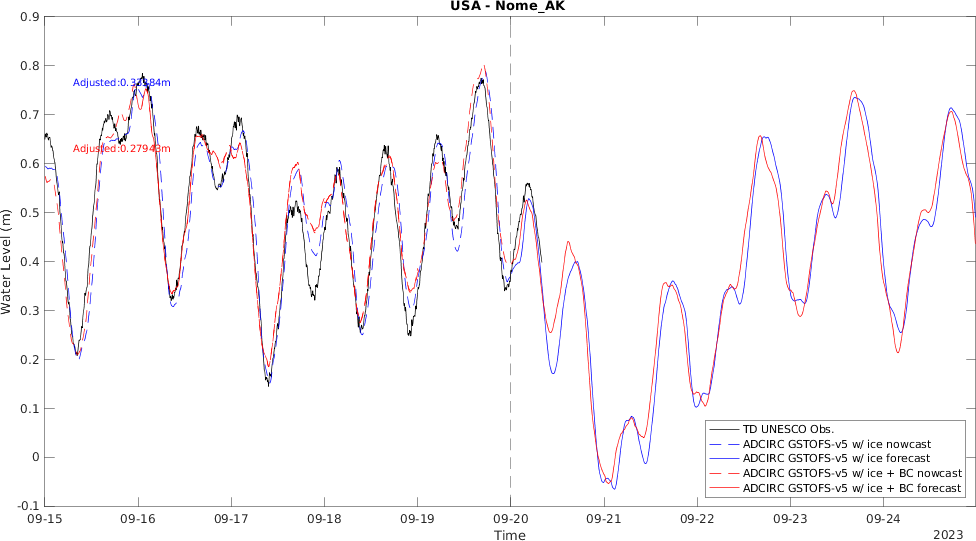 USA - Nome_AK
0.9
0.8
0.7
0.6
0.5
0.4
0.3
0.2
0.1
0
-0.1
Water Level (m)
TD UNESCO Obs.
ADCIRC GSTOFS-v5 w/ ice nowcast
ADCIRC GSTOFS-v5 w/ ice forecast
ADCIRC GSTOFS-v5 w/ ice + BC nowcast
ADCIRC GSTOFS-v5 w/ ice + BC forecast
09-15 09-16 09-17 09-18 09-19 09-20 09-21 09-22 09-23 09-24
Time
2023